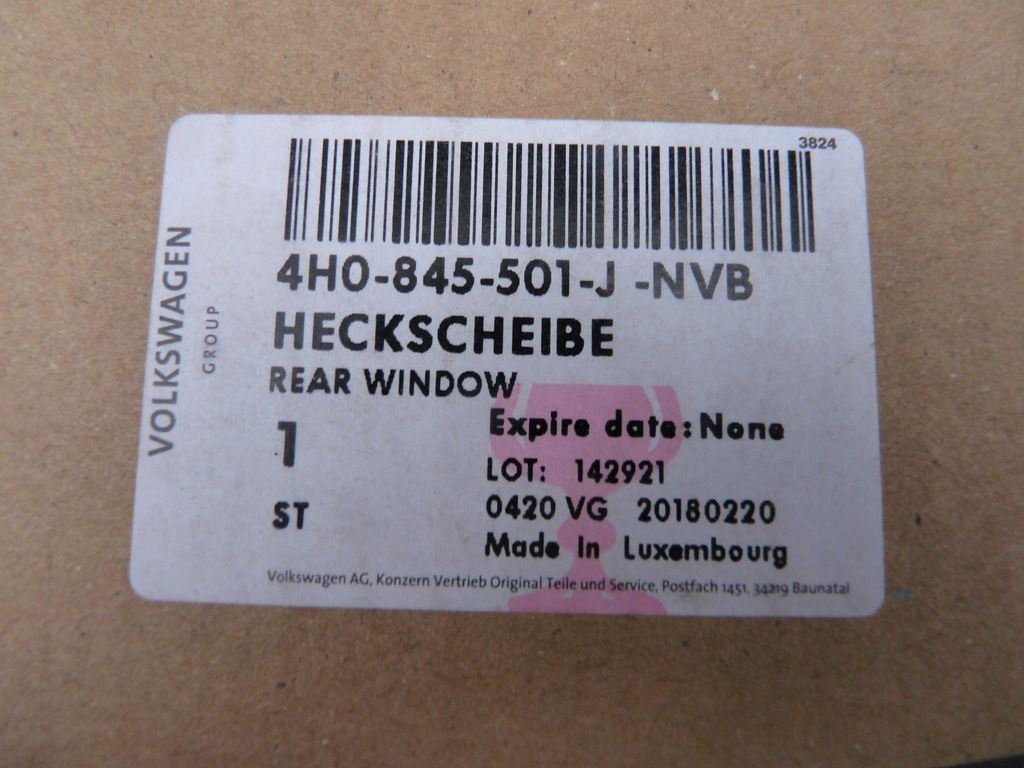 3824
VOLKSWAGEN
GROUP
4H0-845-501-J -NVB
HECKSCHEIBE
REAR WINDOW
1
Expire date: None
LOT: 142921
ST
0420 VG 20180220
Made In Luxembourg
Volkswagen AG, Konzern Vertrieb Original Teile und Service, Postfach 1451, 34219 Baunatal